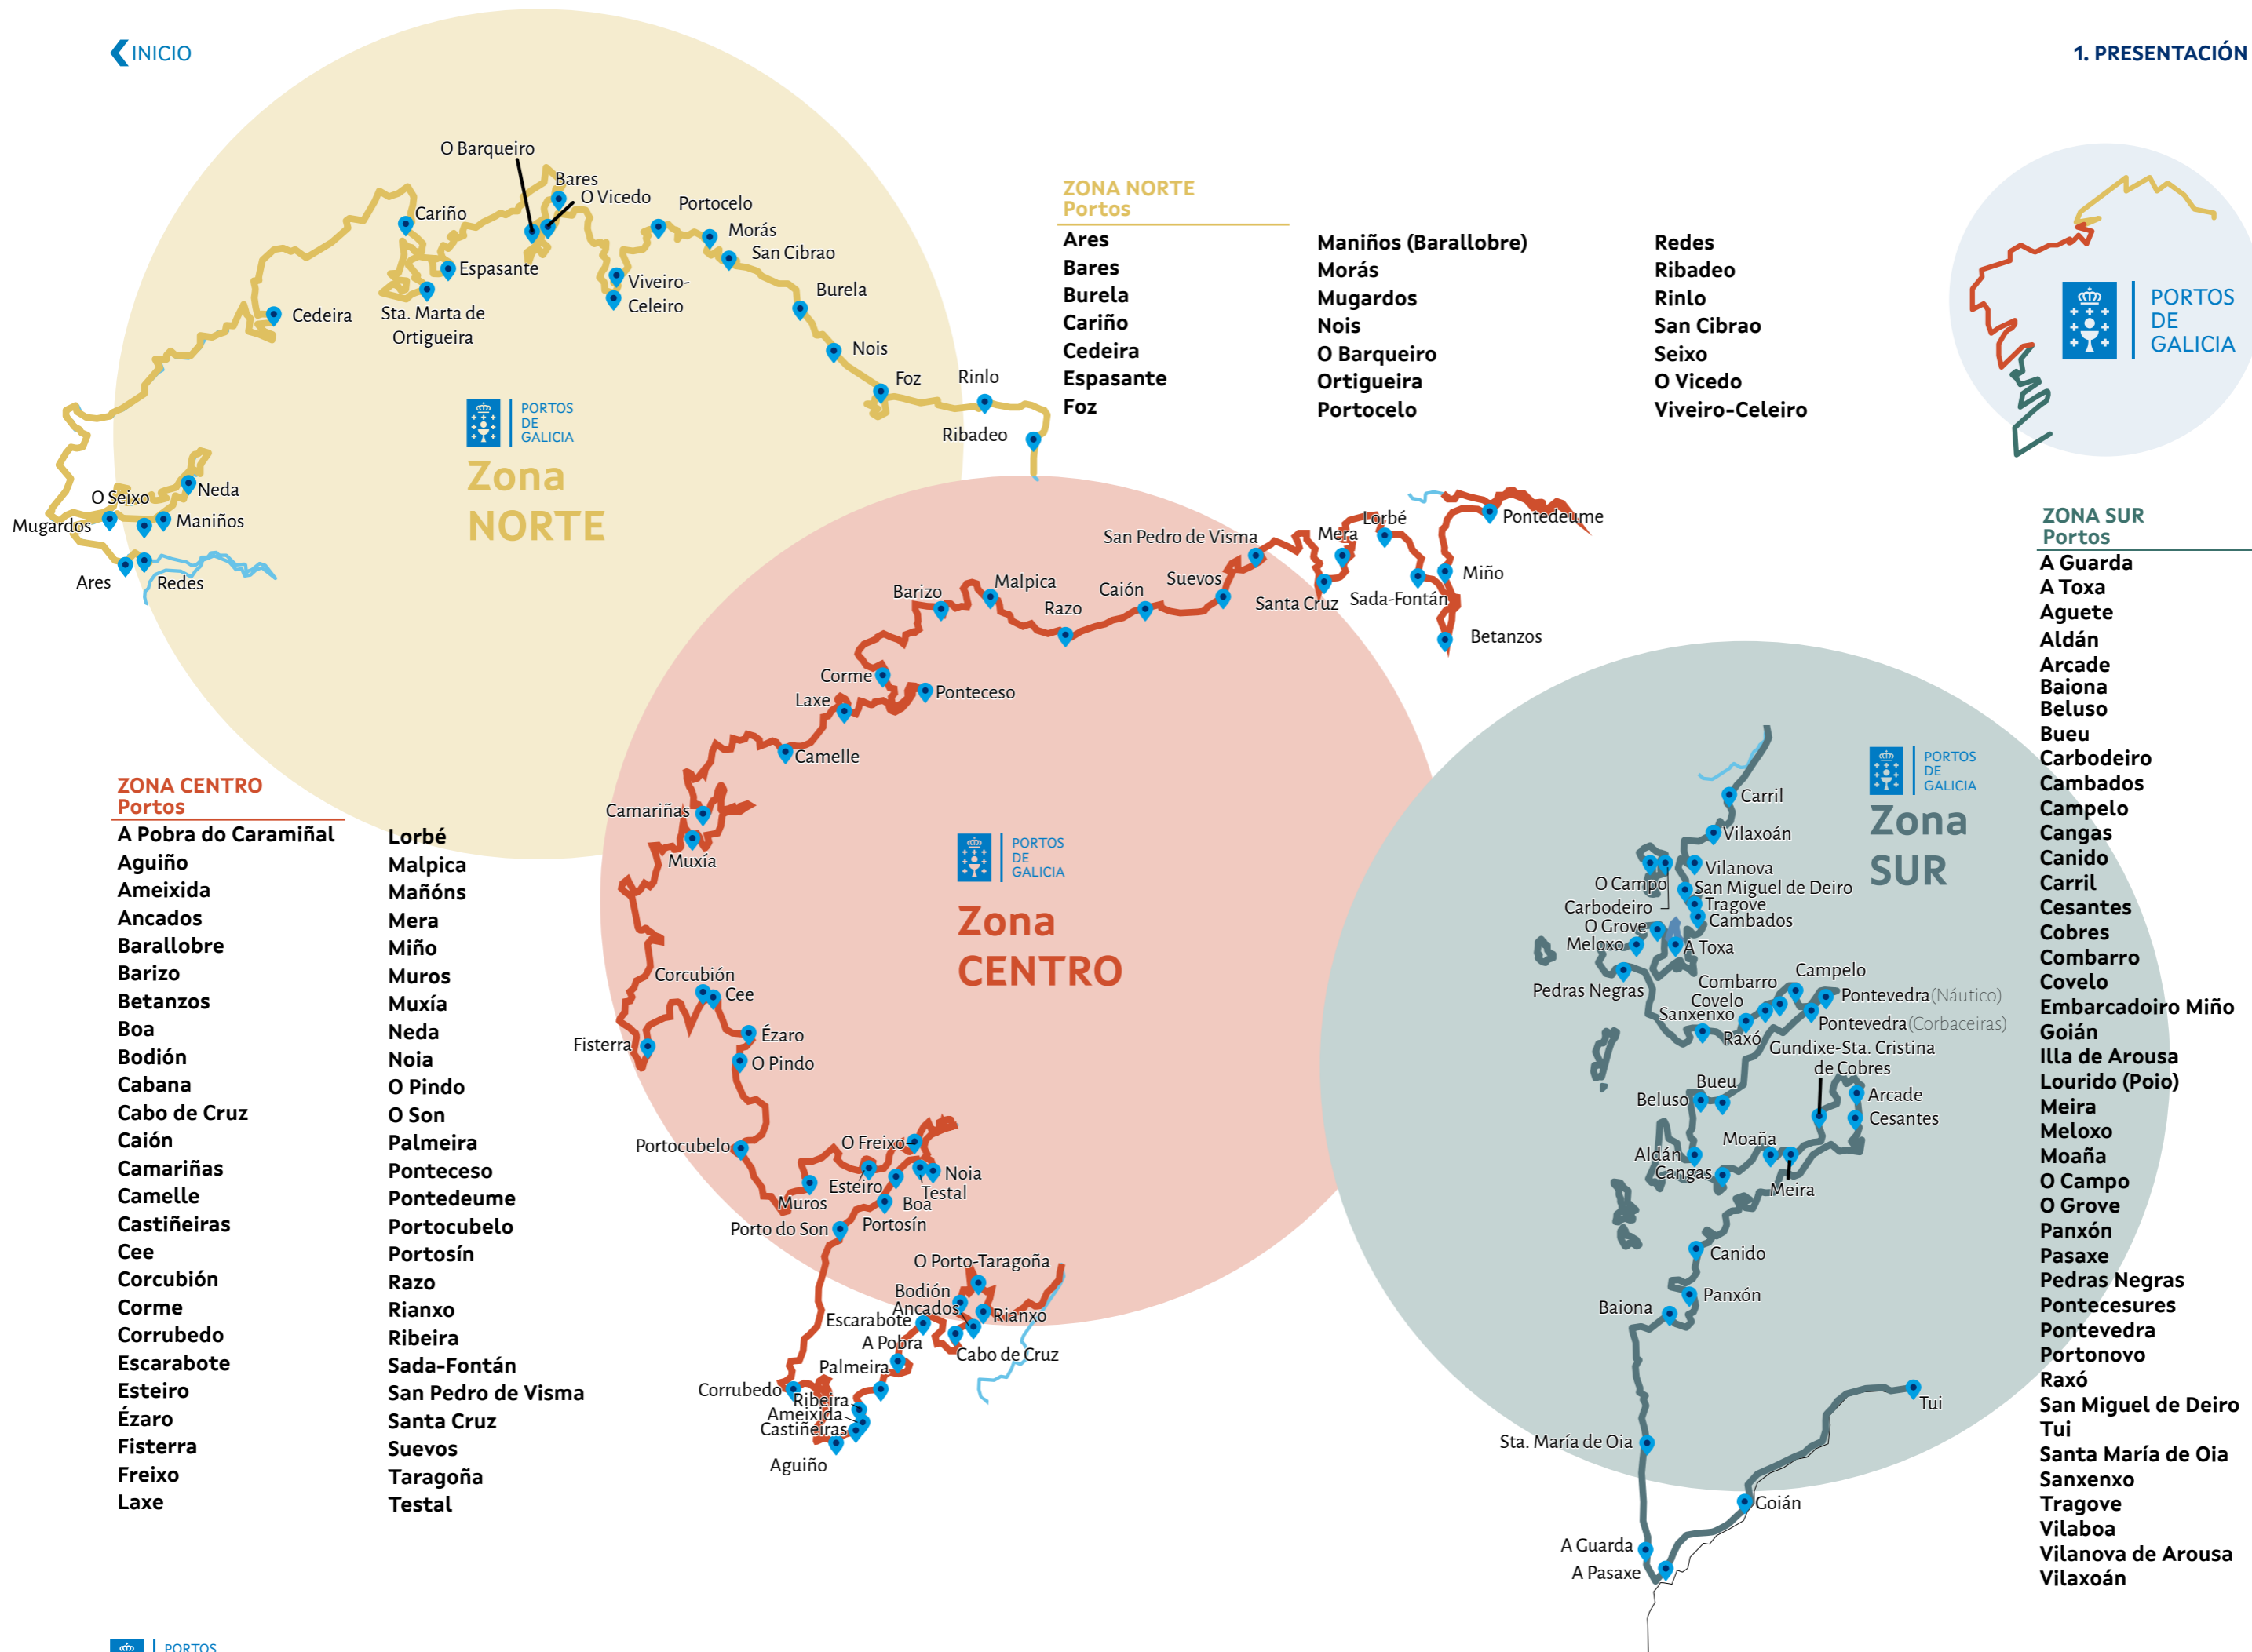 INICIO
1. PRESENTACIÓN
O Barqueiro
Bares
O Vicedo
Portocelo
Cariño
Morás
San Cibrao
Espasante
Viveiro-
Celeiro
Burela
Cedeira
Sta. Marta de
Ortigueira
Nois
Foz
Rinlo
Ribadeo
PORTOS
DE
GALICIA
Zona
NORTE
Neda
O Seixo
Mugardos
Maniños
Ares
Redes
ZONA NORTE
Portos
Ares
Bares
Burela
Cariño
Cedeira
Espasante
Foz
Maniños (Barallobre)
Morás
Mugardos
Nois
O Barqueiro
Ortigueira
Portocelo
Redes
Ribadeo
Rinlo
San Cibrao
Seixo
O Vicedo
Viveiro-Celeiro
PORTOS
DE
GALICIA
Pontedeume
Lorbé
Mera
San Pedro de Visma
Miño
Suevos
Santa Cruz
Sada-Fontán
Betanzos
Caión
Razo
Malpica
Barizo
Corme
Ponteceso
Laxe
Camelle
Camariñas
Muxía
PORTOS
DE
GALICIA
Zona
CENTRO
Corcubión
Cee
Ézaro
Fisterra
O Pindo
Portocubelo
O Freixo
Noia
Esteiro
Testal
Muros
Boa
Portosín
Porto do Son
O Porto-Taragoña
Bodión
Ancados
Rianxo
Escarabote
A Pobra
Cabo de Cruz
Palmeira
Corrubedo
Ribeira
Ameixida
Castiñeiras
Aguiño
ZONA CENTRO
Portos
A Pobra do Caramiñal
Aguiño
Ameixida
Ancados
Barallobre
Barizo
Betanzos
Boa
Bodión
Cabana
Cabo de Cruz
Caión
Camariñas
Camelle
Castiñeiras
Cee
Corcubión
Corme
Corrubedo
Escarabote
Esteiro
Ézaro
Fisterra
Freixo
Laxe
Lorbé
Malpica
Mañóns
Mera
Miño
Muros
Muxía
Neda
Noia
O Pindo
O Son
Palmeira
Ponteceso
Pontedeume
Portocubelo
Portosín
Razo
Rianxo
Ribeira
Sada-Fontán
San Pedro de Visma
Santa Cruz
Suevos
Taragoña
Testal
PORTOS
DE
GALICIA
Zona
SUR
Carril
Vilaxoán
Vilanova
O Campo
San Miguel de Deiro
Carbodeiro
Tragove
Cambados
O Grove
Meloxo
A Toxa
Pedras Negras
Combarro
Campelo
Covelo
Pontevedra(Náutico)
Sanxenxo
Pontevedra(Corbaceiras)
Raxó
Gundixe-Sta. Cristina
de Cobres
Bueu
Beluso
Arcade
Cesantes
Moaña
Aldán
Cangas
Meira
Canido
Panxón
Baiona
Tui
Sta. María de Oia
Goián
A Guarda
A Pasaxe
ZONA SUR
Portos
A Guarda
A Toxa
Aguete
Aldán
Arcade
Baiona
Beluso
Bueu
Carbodeiro
Cambados
Campelo
Cangas
Canido
Carril
Cesantes
Cobres
Combarro
Covelo
Embarcadoiro Miño
Goián
Illa de Arousa
Lourido (Poio)
Meira
Meloxo
Moaña
O Campo
O Grove
Panxón
Pasaxe
Pedras Negras
Pontecesures
Pontevedra
Portonovo
Raxó
San Miguel de Deiro
Tui
Santa María de Oia
Sanxenxo
Tragove
Vilaboa
Vilanova de Arousa
Vilaxoán
PORTOS